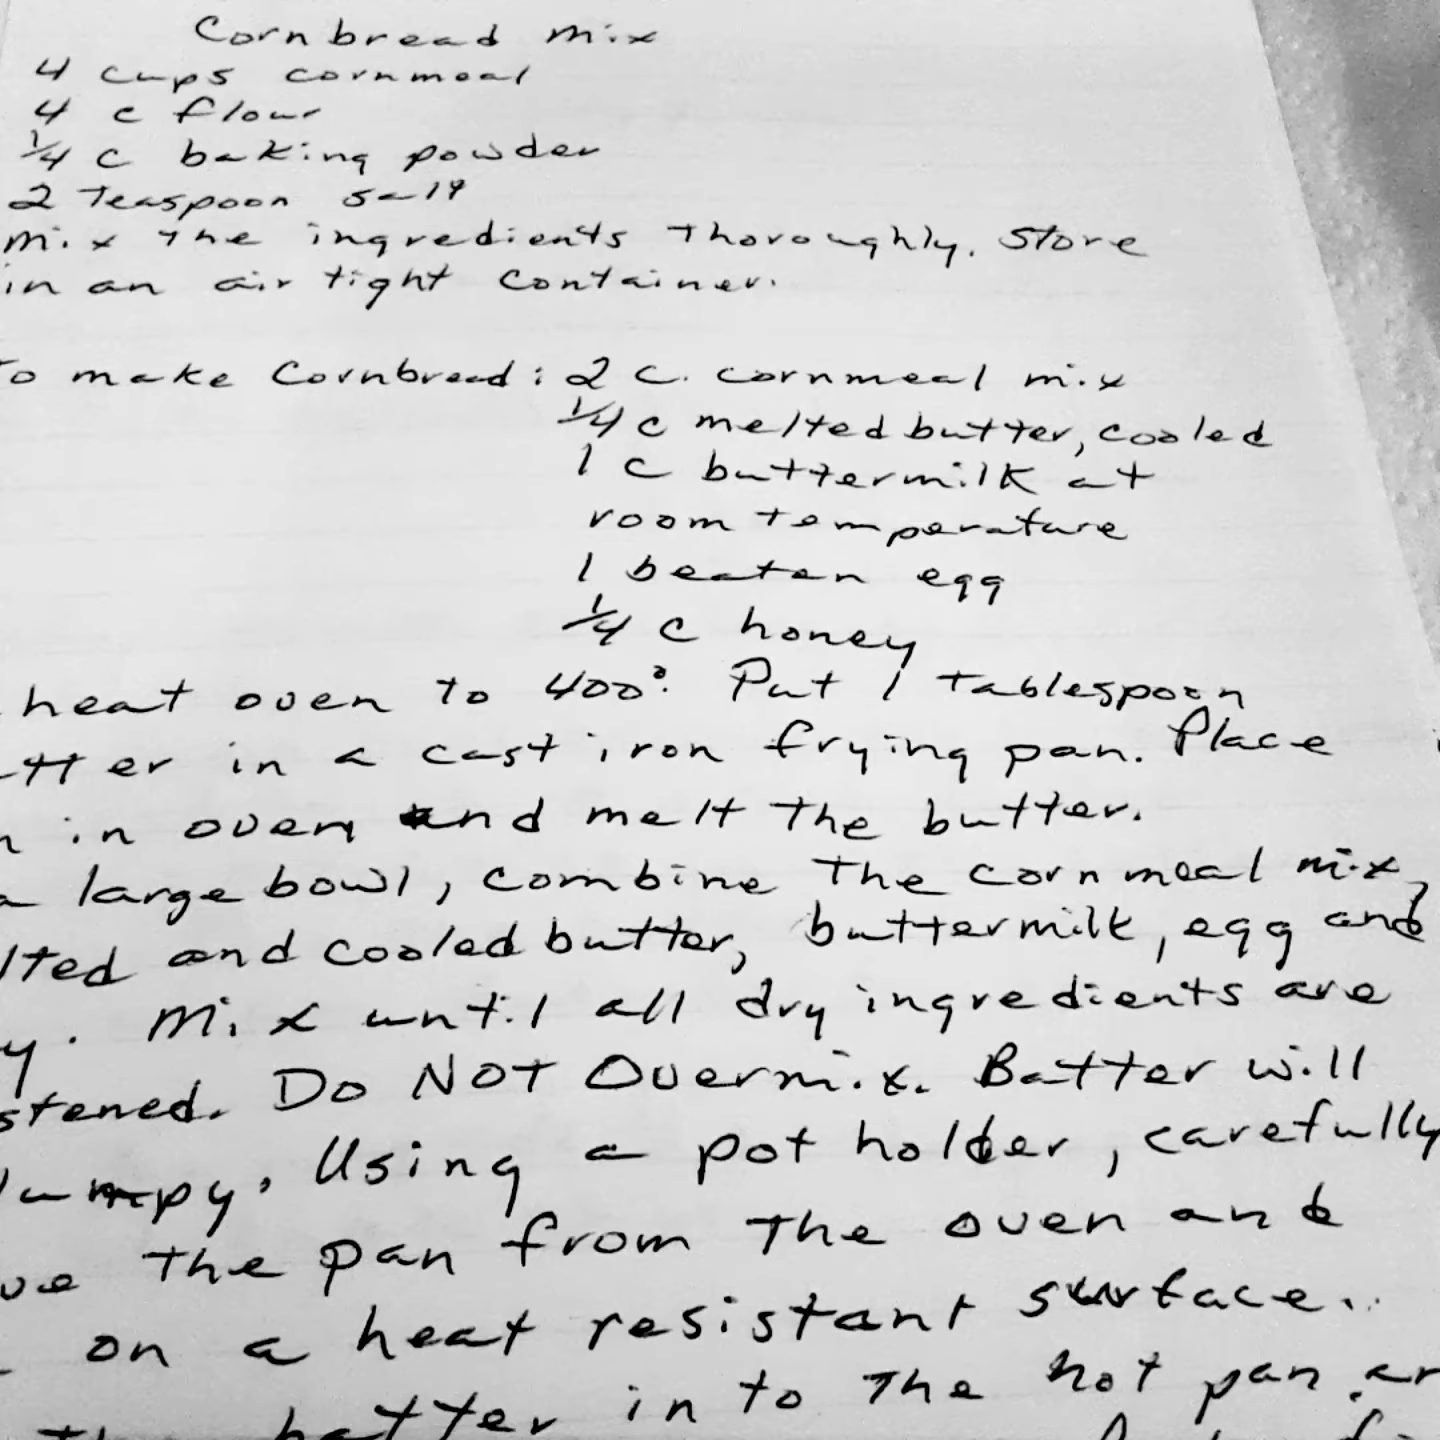 Cornbread mix
4 cups cornmeal
4 c flour
1/4 c baking powder
2 Teaspoon salt
Mix the ingredients thoroughly. Store
in an air tight container.
To make Cornbread: 2 c. cornmeal mix
1/4 c melted butter, cooled
1 c buttermilk at
room temperature
1 beaten egg
1/4 c honey
heat oven to 400°. Put 1 tablespoon
tter in a cast iron frying pan. Place
n in oven and melt the butter.
a large bowl, combine the cornmeal mix,
lted and cooled butter, buttermilk, egg and
y. Mix until all dry ingredients are
stened. Do NOT Overmix. Batter will
lumpy. Using a pot holder, carefully
ve the pan from the oven and
on a heat resistant surface.
batter in to the hot pan